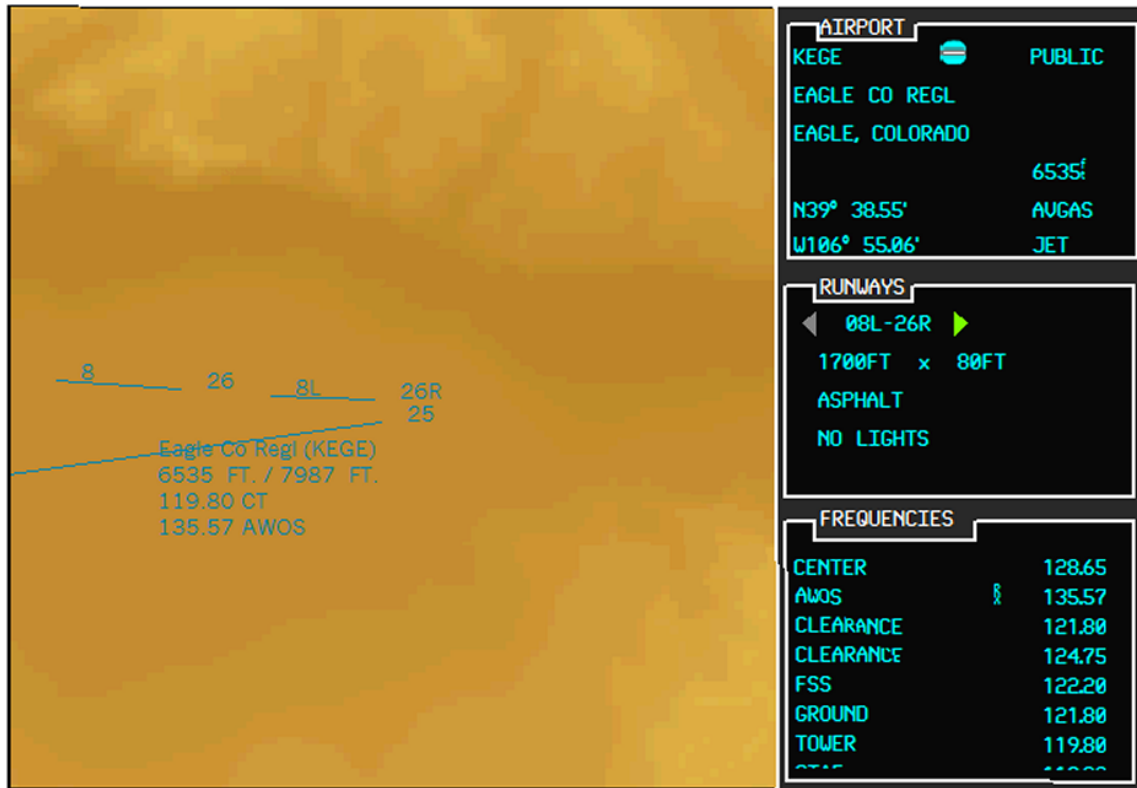 8
26
8L
26R
25
Eagle Co Regl (KEGE)
6535 FT. / 7987 FT.
119.80 CT
135.57 AWOS
AIRPORT
KEGE PUBLIC
EAGLE CO REGL
EAGLE, COLORADO
6535ft
N39° 38.55' AVGAS
W106° 55.06' JET
RUNWAYS
08L-26R
1700FT x 80FT
ASPHALT
NO LIGHTS
FREQUENCIES
CENTER 128.65
AWOS RX 135.57
CLEARANCE 121.80
CLEARANCE 124.75
FSS 122.20
GROUND 121.80
TOWER 119.80